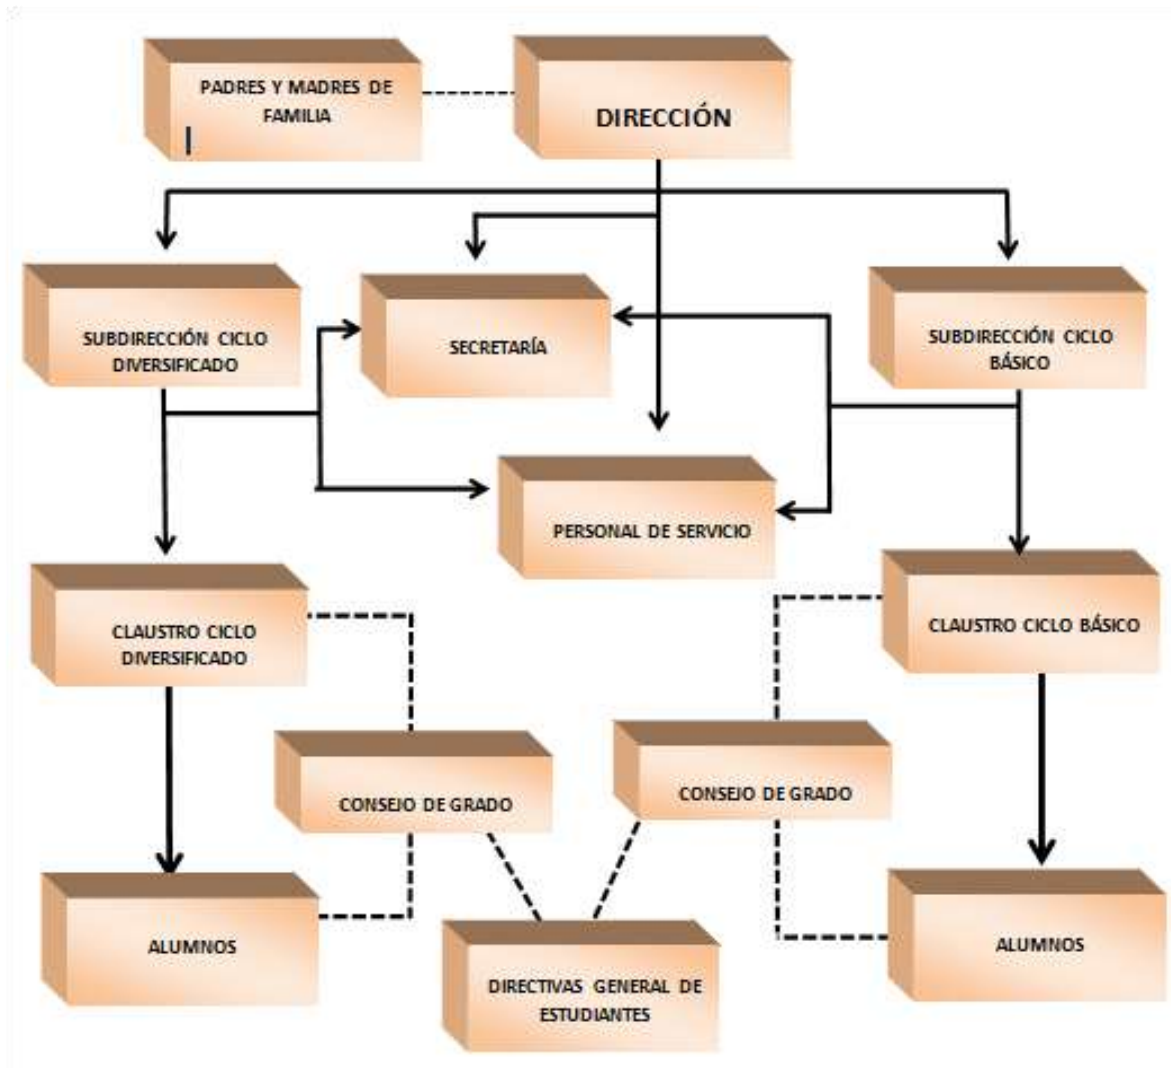 PADRES Y MADRES DE
FAMILIA
DIRECCIÓN
SUBDIRECCIÓN CICLO
DIVERSIFICADO
SECRETARÍA
SUBDIRECCIÓN CICLO
BÁSICO
PERSONAL DE SERVICIO
CLAUSTRO CICLO
DIVERSIFICADO
CLAUSTRO CICLO BÁSICO
CONSEJO DE GRADO
CONSEJO DE GRADO
ALUMNOS
DIRECTIVAS GENERAL DE
ESTUDIANTES
ALUMNOS